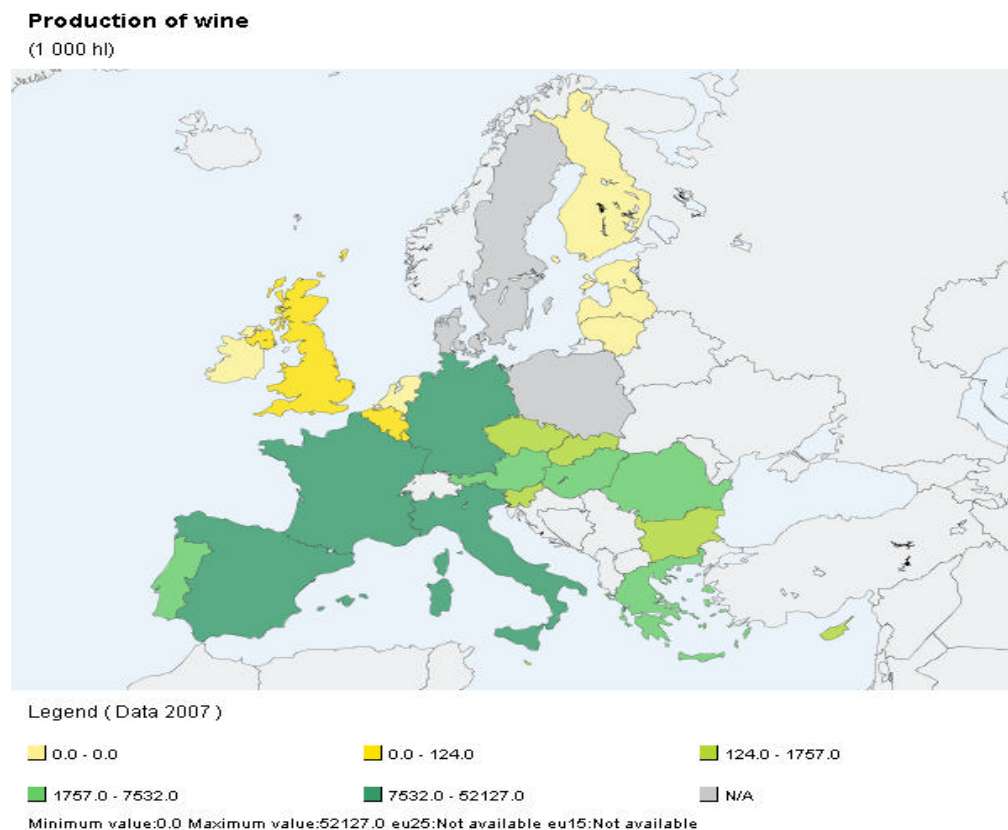 Production of wine
(1 000 hl)
Legend ( Data 2007 )
0.0 - 0.0 0.0 - 124.0 124.0 - 1757.0
1757.0 - 7532.0 7532.0 - 52127.0 N/A
Minimum value:0.0 Maximum value:52127.0 eu25:Not available eu15:Not available